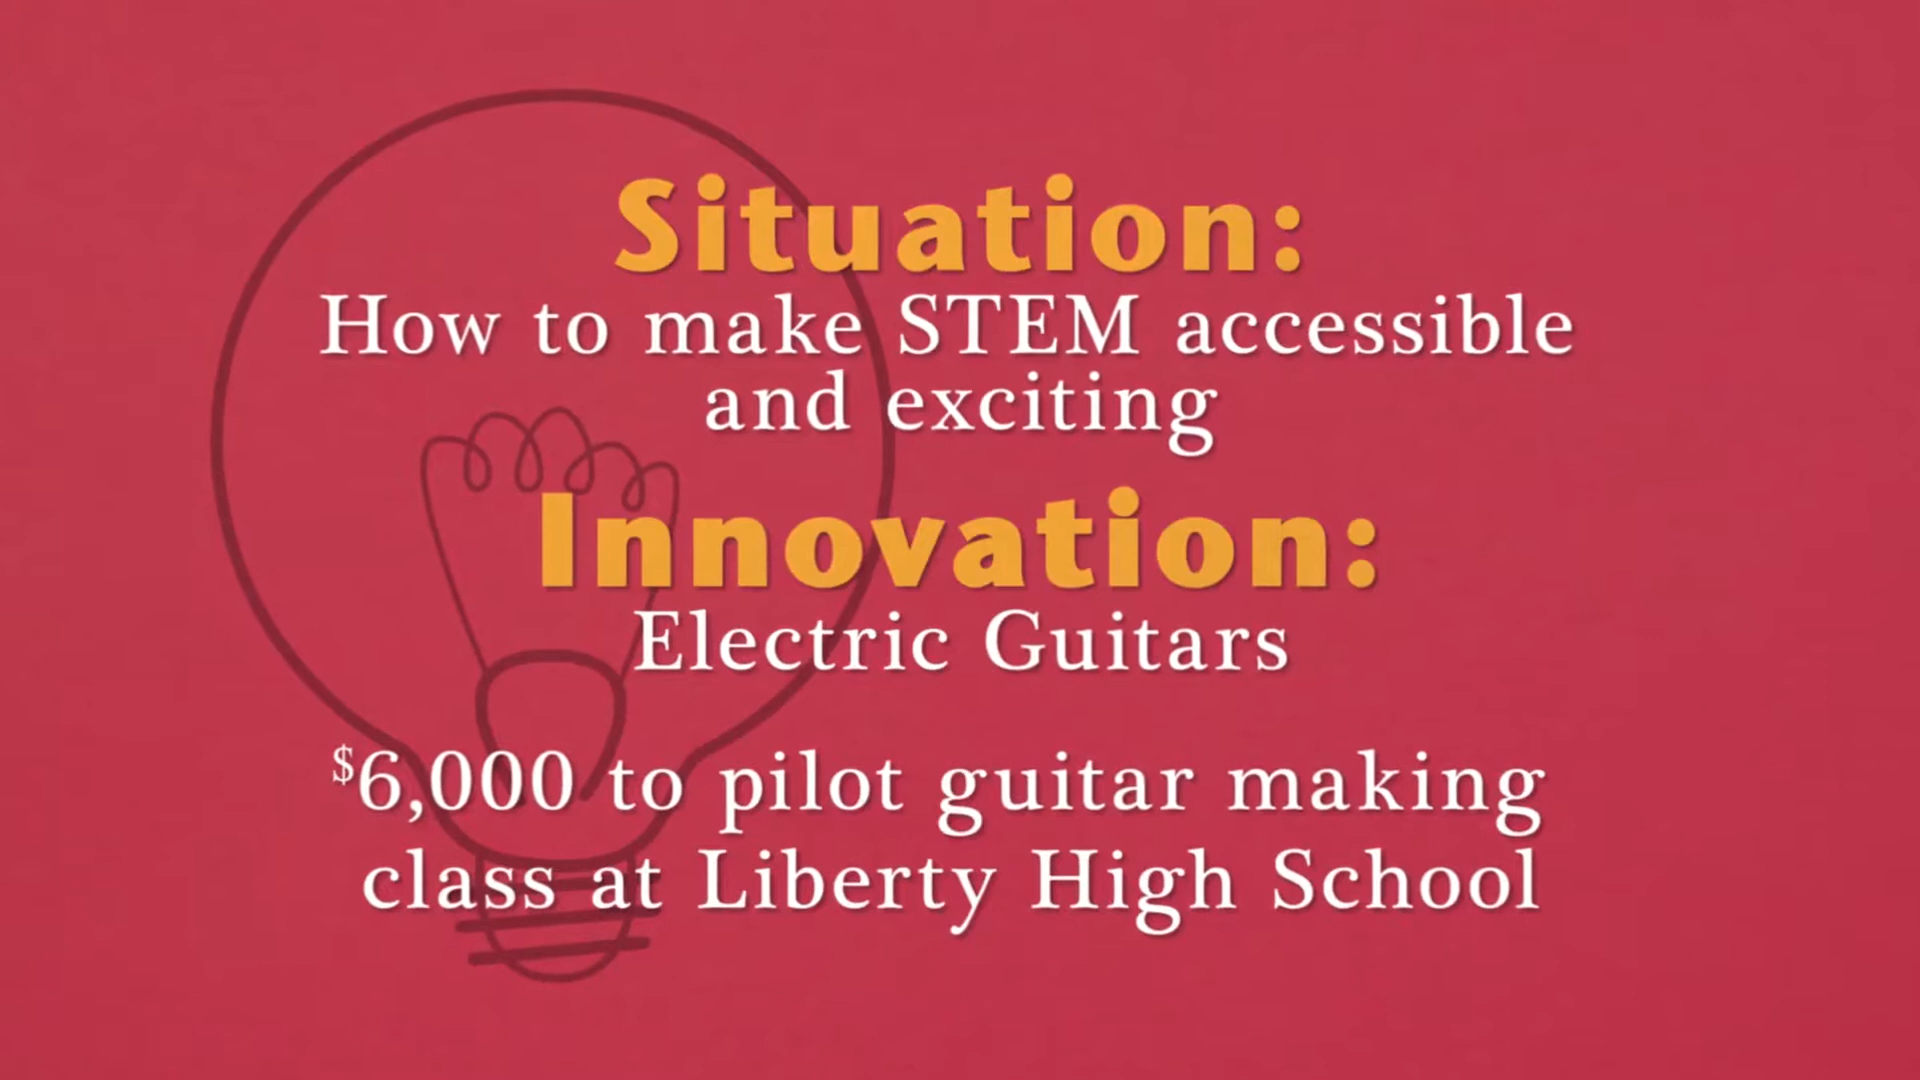 Situation:
How to make STEM accessible
and exciting
Innovation:
Electric Guitars
$6,000 to pilot guitar making
class at Liberty High School